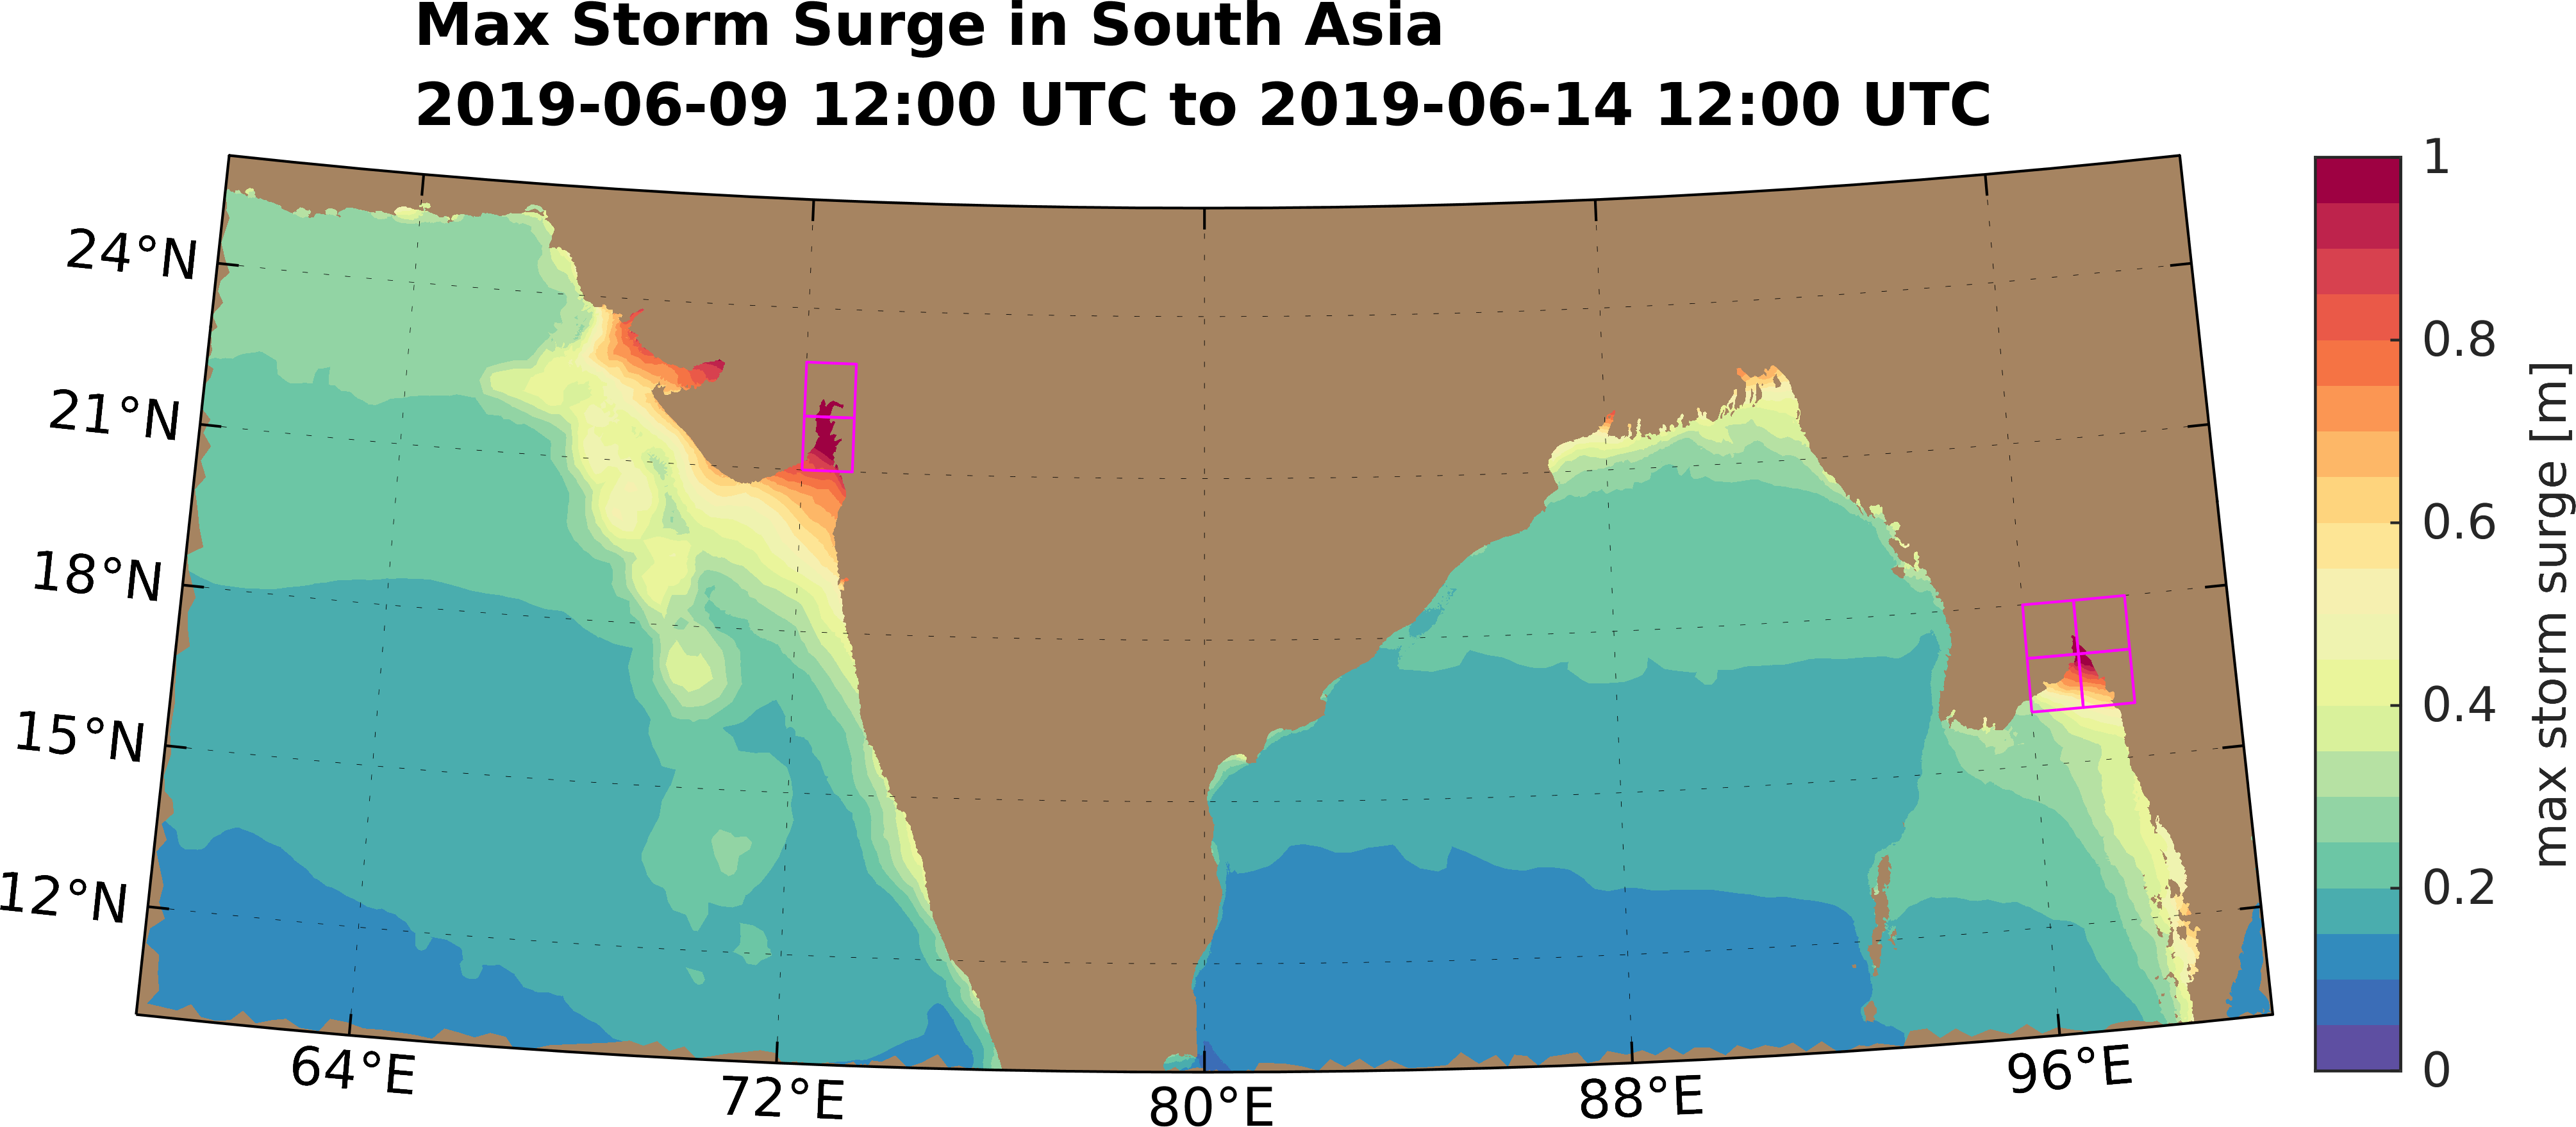 Max Storm Surge in South Asia
2019-06-09 12:00 UTC to 2019-06-14 12:00 UTC
24°N
21°N
18°N
15°N
12°N
64°E
72°E
80°E
88°E
96°E
1
0.8
0.6
0.4
0.2
0
max storm surge [m]